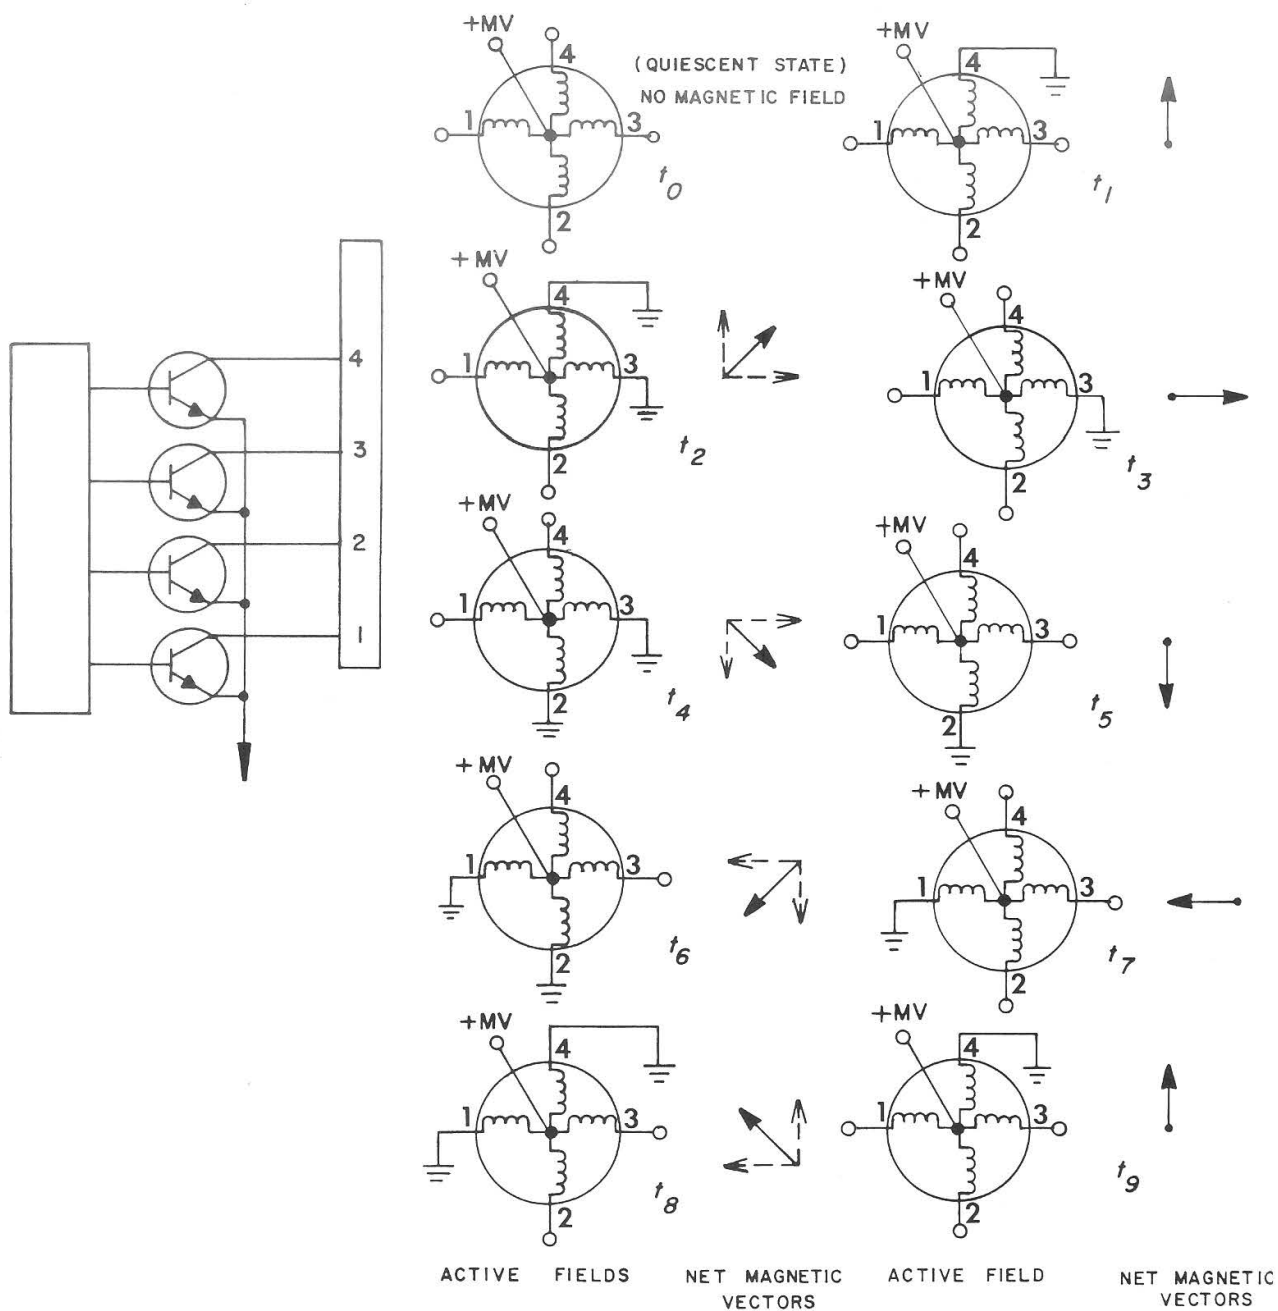 +MV
4
1
3
2
t0
(QUIESCENT STATE)
NO MAGNETIC FIELD
+MV
4
1
3
2
t1
4
3
2
1
+MV
4
1
3
2
t2
+MV
4
1
3
2
t3
+MV
4
1
3
2
t4
+MV
4
1
3
2
t5
+MV
4
1
3
2
t6
+MV
4
1
3
2
t7
+MV
4
1
3
2
t8
+MV
4
1
3
2
t9
ACTIVE FIELDS
NET MAGNETIC
VECTORS
ACTIVE FIELD
NET MAGNETIC
VECTORS